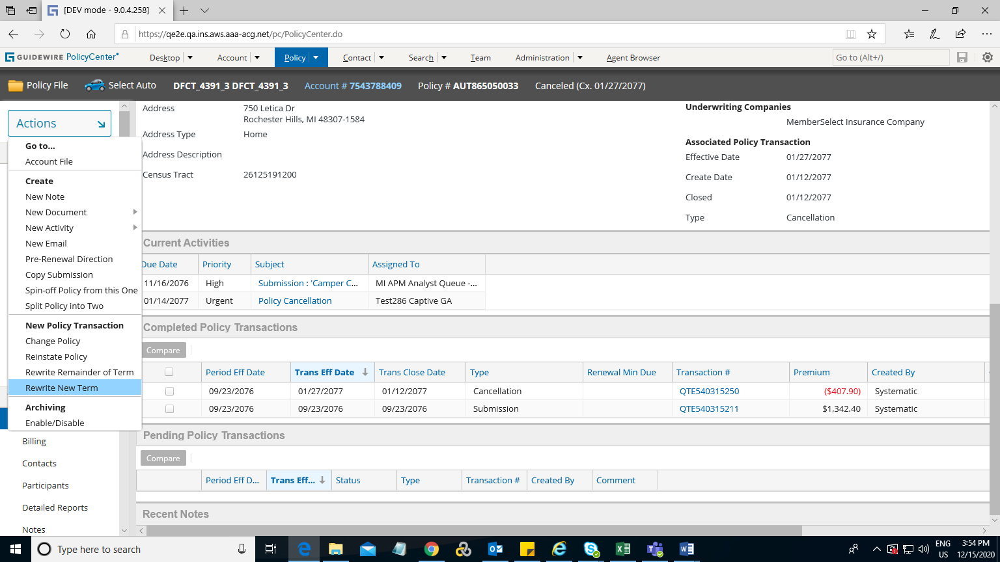 [DEV mode - 9.0.4.258]
https://qe2e.qa.ins.aws.aaa-acg.net/pc/PolicyCenter.do
GUIDEWIRE PolicyCenter® Desktop Account Policy Contact Search Team Administration Agent Browser Go to (Alt+/)
Policy File Select Auto DFCT_4391_3 DFCT_4391_3 Account # 7543788409 Policy # AUT865050033 Canceled (Cx. 01/27/2077)
Actions
Go to...
Account File
Create
New Note
New Document
New Activity
New Email
Pre-Renewal Direction
Copy Submission
Spin-off Policy from this One
Split Policy into Two
New Policy Transaction
Change Policy
Reinstate Policy
Rewrite Remainder of Term
Rewrite New Term
Archiving
Enable/Disable
Billing
Contacts
Participants
Detailed Reports
Notes
Address 750 Letica Dr
Rochester Hills, MI 48307-1584
Address Type Home
Address Description
Census Tract 26125191200
Underwriting Companies
MemberSelect Insurance Company
Associated Policy Transaction
Effective Date 01/27/2077
Create Date 01/12/2077
Closed 01/12/2077
Type Cancellation
Current Activities
Due Date Priority Subject Assigned To
11/16/2076 High Submission : 'Camper C... MI APM Analyst Queue -...
01/14/2077 Urgent Policy Cancellation Test286 Captive GA
Completed Policy Transactions
Compare
Period Eff Date Trans Eff Date Trans Close Date Type Renewal Min Due Transaction # Premium Created By
09/23/2076 01/27/2077 01/12/2077 Cancellation QTE540315250 ($407.90) Systematic
09/23/2076 09/23/2076 09/23/2076 Submission QTE540315211 $1,342.40 Systematic
Pending Policy Transactions
Compare
Period Eff D... Trans Eff... Status Type Transaction # Created By Comment
Recent Notes
Type here to search
ENG
US
3:54 PM
12/15/2020